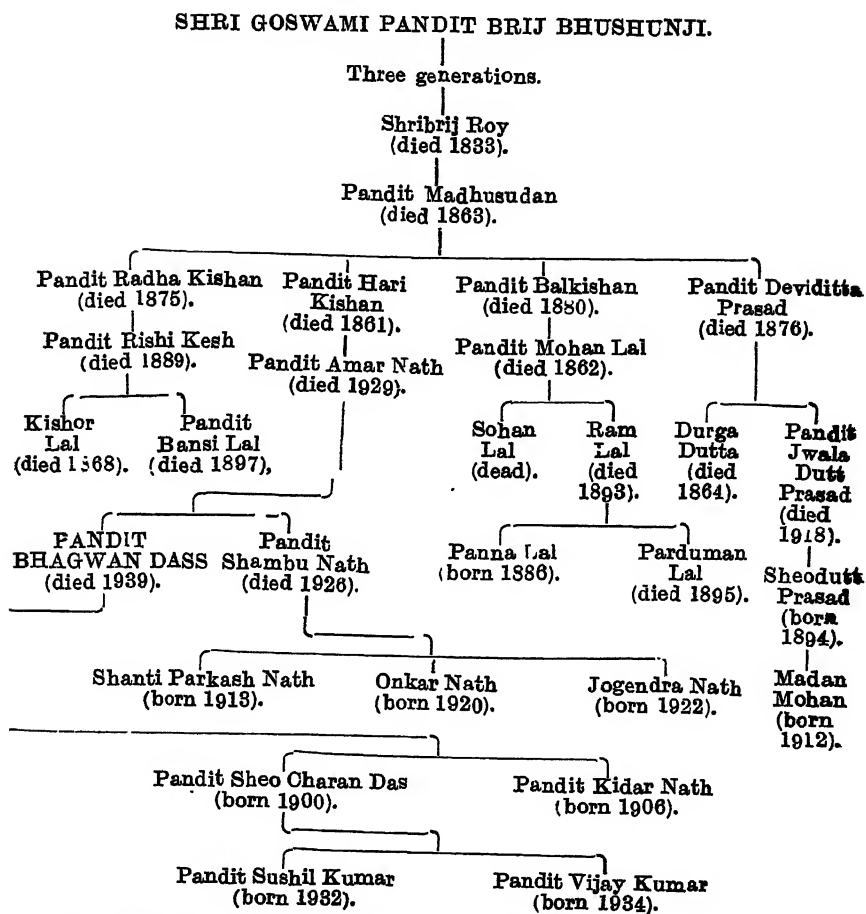 SHRI GOSWAMI PANDIT BRIJ BHUSHUNJI.
Three generations.
Shribrij Roy
(died 1833).
Pandit Madhusudan
(died 1863).
Pandit Radha Kishan
(died 1875).
Pandit Hari
Kishan
(died 1861).
Pandit Balkishan
(died 1880).
Pandit Deviditta
Prasad
(died 1876).
Pandit Rishi Kesh
(died 1889).
Pandit Amar Nath
(died 1929).
Pandit Mohan Lal
(died 1862).
Kishor
Lal
(died 1868).
Pandit
Bansi Lal
(died 1897),
Sohan
Lal
(dead).
Ram
Lal
(died
1893).
Durga
Dutta
(died
1864).
Pandit
Jwala
Dutt
Prasad
(died
1918).
PANDIT
BHAGWAN DASS
(died 1939).
Pandit
Shambu Nath
(died 1926).
Panna Lal
(born 1886).
Parduman
Lal
(died 1895).
Sheodutt
Prasad
(born
1894).
Shanti Parkash Nath
(born 1913).
Onkar Nath
(born 1920).
Jogendra Nath
(born 1922).
Madan
Mohan
(born
1912).
Pandit Sheo Charan Das
(born 1900).
Pandit Kidar Nath
(born 1906).
Pandit Sushil Kumar
(born 1932).
Pandit Vijay Kumar
(born 1934).